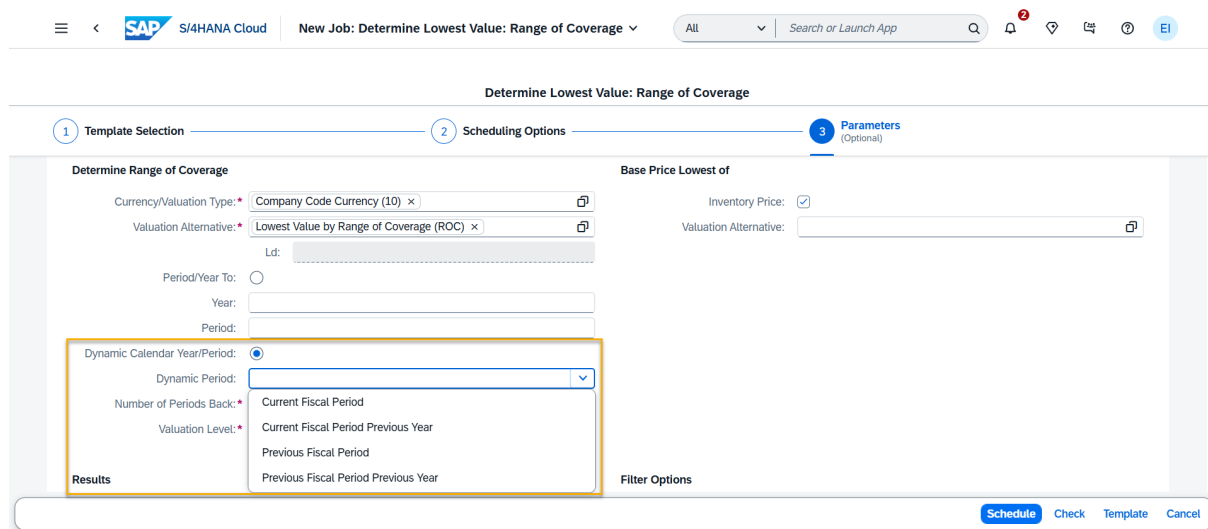 SAP S/4HANA Cloud New Job: Determine Lowest Value: Range of Coverage All Search or Launch App 2 EI
Determine Lowest Value: Range of Coverage
1 Template Selection 2 Scheduling Options 3 Parameters
(Optional)
Determine Range of Coverage Base Price Lowest of
Currency/Valuation Type:* Company Code Currency (10) × Inventory Price:
Valuation Alternative:* Lowest Value by Range of Coverage (ROC) × Valuation Alternative:
Ld:
Period/Year To:
Year:
Period:
Dynamic Calendar Year/Period:
Dynamic Period:
Number of Periods Back:* Current Fiscal Period
Valuation Level:* Current Fiscal Period Previous Year
Previous Fiscal Period
Results Previous Fiscal Period Previous Year Filter Options
Schedule Check Template Cancel